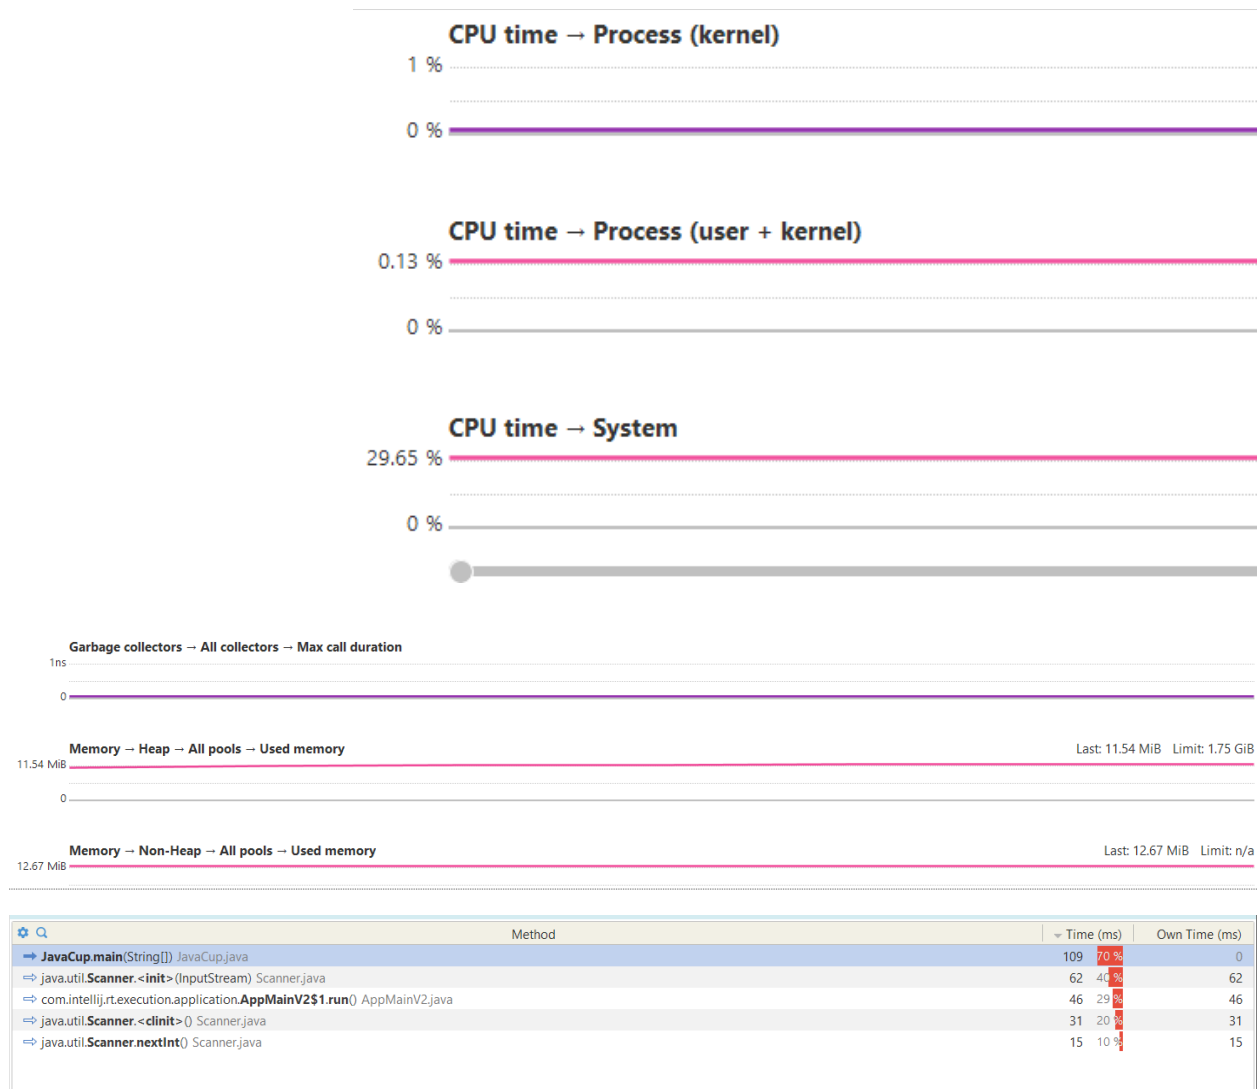 CPU time → Process (kernel)
1 %
0 %
CPU time → Process (user + kernel)
0.13 %
0 %
CPU time → System
29.65 %
0 %
Garbage collectors → All collectors → Max call duration
1ns
0
Memory → Heap → All pools → Used memory Last: 11.54 MiB Limit: 1.75 GiB
11.54 MiB
0
Memory → Non-Heap → All pools → Used memory Last: 12.67 MiB Limit: n/a
12.67 MiB
Method Time (ms) Own Time (ms)
JavaCup.main(String[]) JavaCup.java 109 70 % 0
java.util.Scanner.<init>(InputStream) Scanner.java 62 40 % 62
com.intellij.rt.execution.application.AppMainV2$1.run() AppMainV2.java 46 29 % 46
java.util.Scanner.<clinit>() Scanner.java 31 20 % 31
java.util.Scanner.nextInt() Scanner.java 15 10 % 15